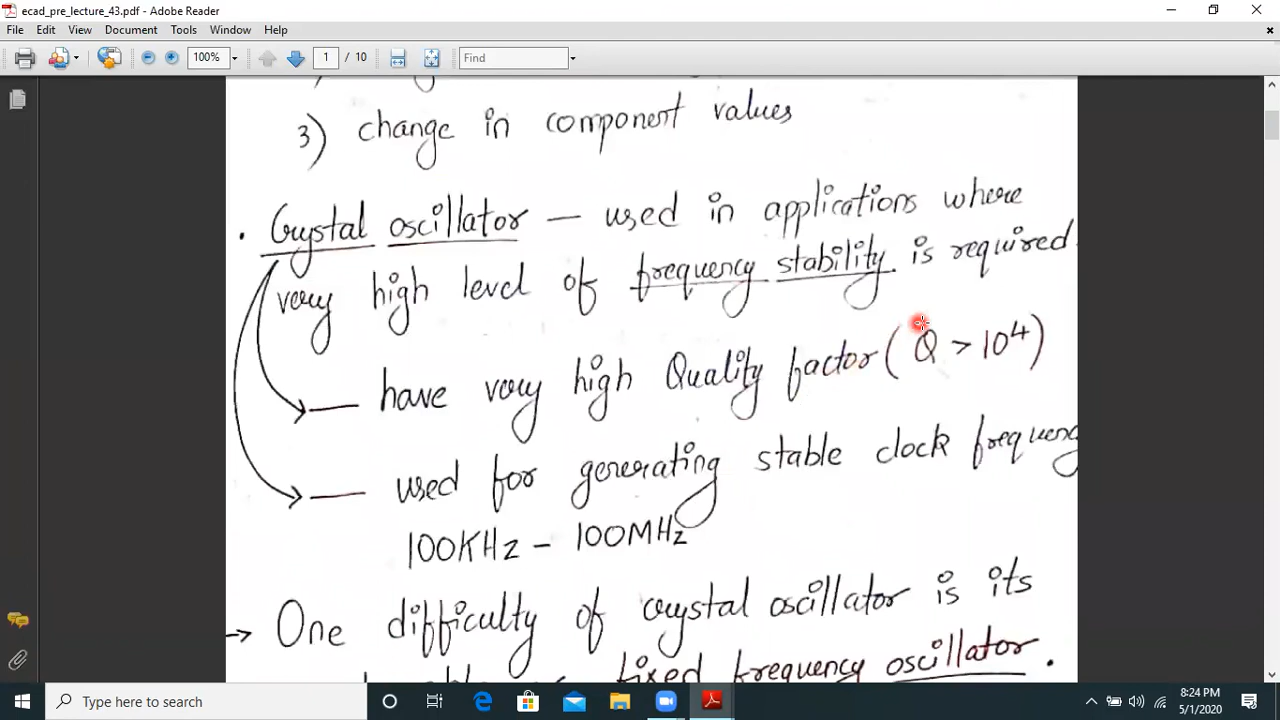 ecad_pre_lecture_43.pdf - Adobe Reader
File Edit View Document Tools Window Help
100% 1 / 10 Find
3) change in component values
. Crystal oscillator — used in applications where
very high level of frequency stability is required
— have very high Quality factor ( Q > 10⁴)
— used for generating stable clock frequency
100KHz - 100MHz
→ One difficulty of crystal oscillator is its
fixed frequency oscillator.
Type here to search
8:24 PM
5/1/2020